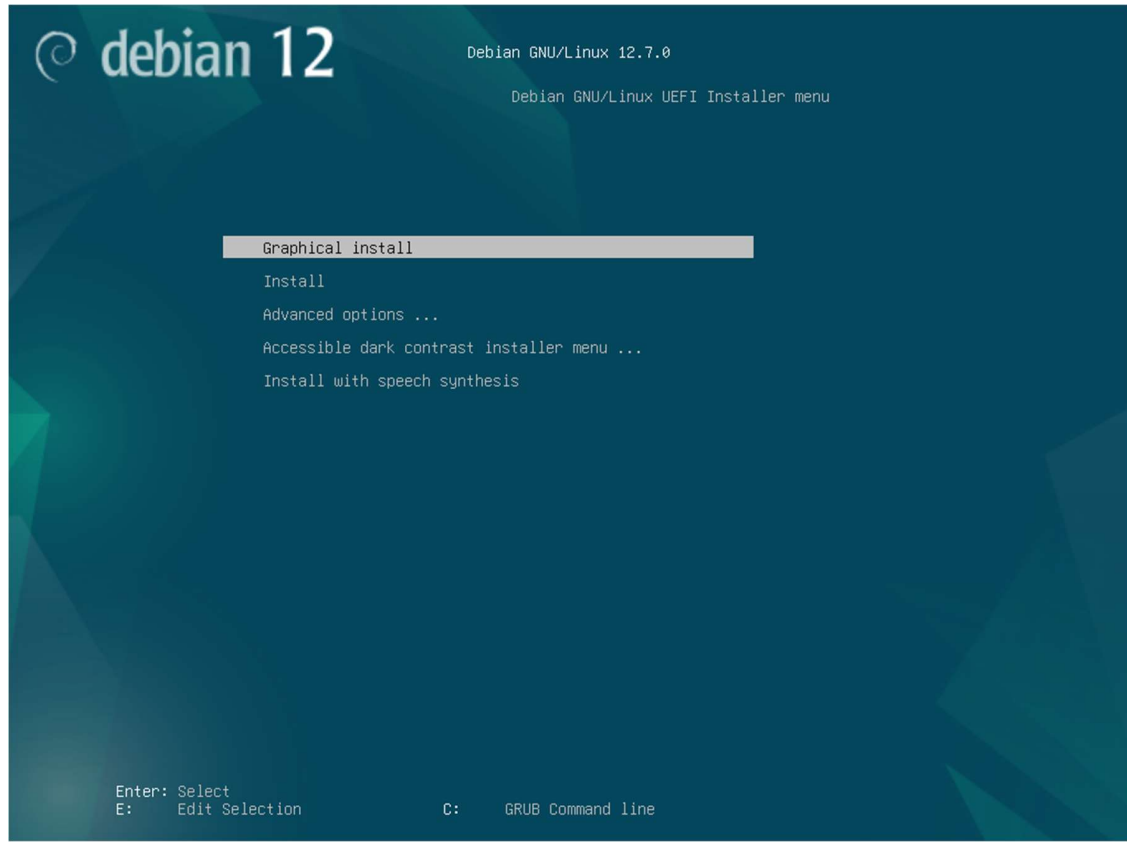 debian 12
Debian GNU/Linux 12.7.0
Debian GNU/Linux UEFI Installer menu
Graphical install
Install
Advanced options ...
Accessible dark contrast installer menu ...
Install with speech synthesis
Enter: Select
E: Edit Selection C: GRUB Command line